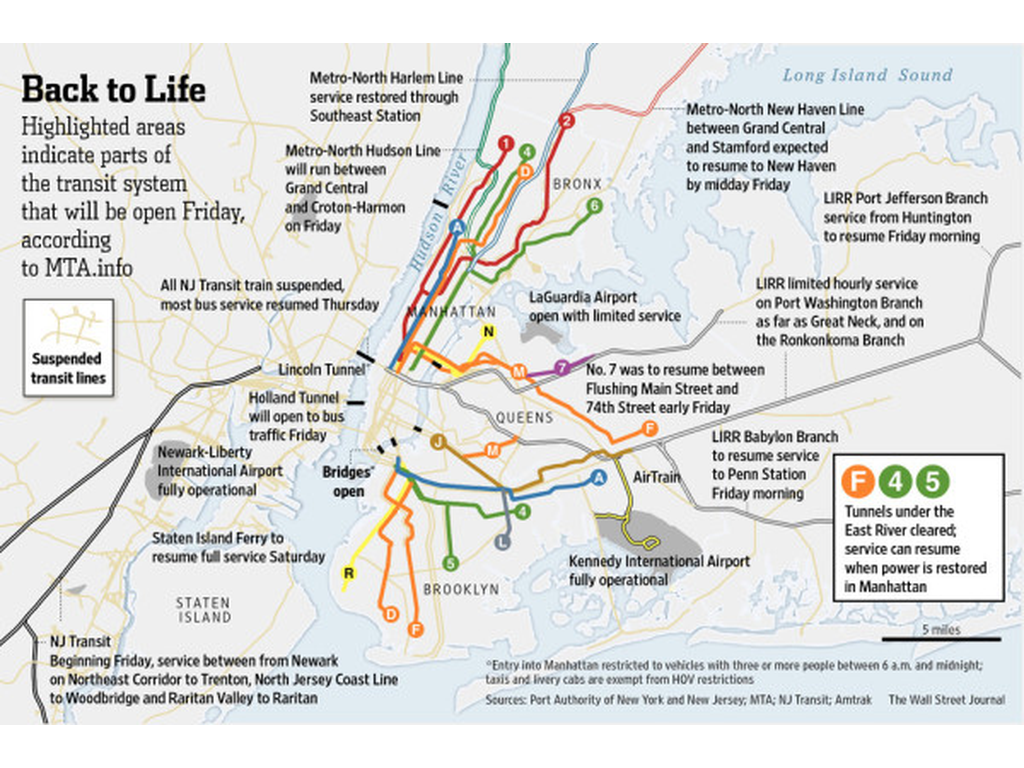 Back to Life
Highlighted areas
indicate parts of
the transit system
that will be open Friday,
according
to MTA.info
Suspended
transit lines
Metro-North Harlem Line
service restored through
Southeast Station
Metro-North Hudson Line
will run between
Grand Central
and Croton-Harmon
on Friday
All NJ Transit train suspended,
most bus service resumed Thursday
Hudson River
Long Island Sound
Metro-North New Haven Line
between Grand Central
and Stamford expected
to resume to New Haven
by midday Friday
LIRR Port Jefferson Branch
service from Huntington
to resume Friday morning
1
4
D
2
BRONX
6
A
MANHATTAN
LaGuardia Airport
open with limited service
LIRR limited hourly service
on Port Washington Branch
as far as Great Neck, and on
the Ronkonkoma Branch
N
M
7
No. 7 was to resume between
Flushing Main Street and
74th Street early Friday
Lincoln Tunnel*
Holland Tunnel
will open to bus
traffic Friday
QUEENS
F
J
M
LIRR Babylon Branch
to resume service
to Penn Station
Friday morning
Newark-Liberty
International Airport
fully operational
Bridges*
open
A
AirTrain
F 4 5
Tunnels under the
East River cleared;
service can resume
when power is restored
in Manhattan
4
L
5
Staten Island Ferry to
resume full service Saturday
Kennedy International Airport
fully operational
R
BROOKLYN
D
F
STATEN
ISLAND
5 miles
NJ Transit
Beginning Friday, service between from Newark
on Northeast Corridor to Trenton, North Jersey Coast Line
to Woodbridge and Raritan Valley to Raritan
*Entry into Manhattan restricted to vehicles with three or more people between 6 a.m. and midnight;
taxis and livery cabs are exempt from HOV restrictions
Sources: Port Authority of New York and New Jersey; MTA; NJ Transit; Amtrak The Wall Street Journal